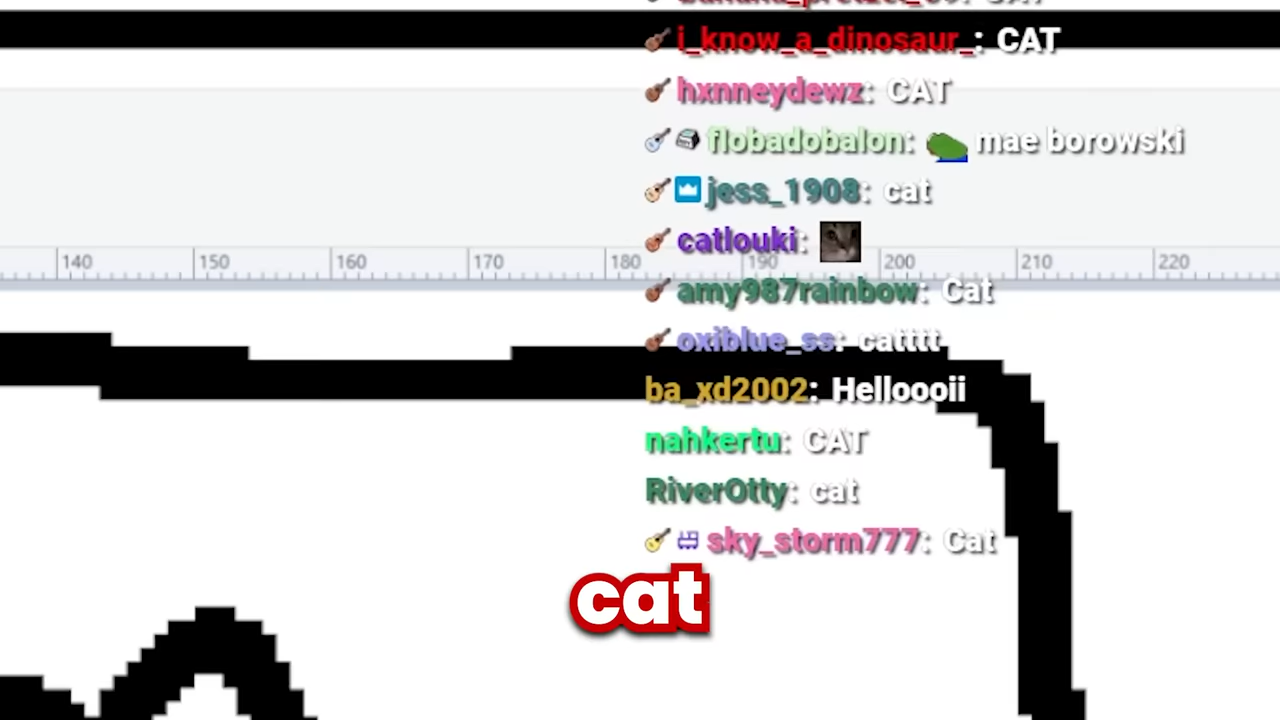 i_know_a_dinosaur_: CAT
hxnneydewz: CAT
flobadobalon: mae borowski
jess_1908: cat
catlouki:
140 150 160 170 180 190 200 210 220
amy987rainbow: Cat
oxiblue_ss: catttt
ba_xd2002: Helloooii
nahkertu: CAT
RiverOtty: cat
sky_storm777: Cat
cat